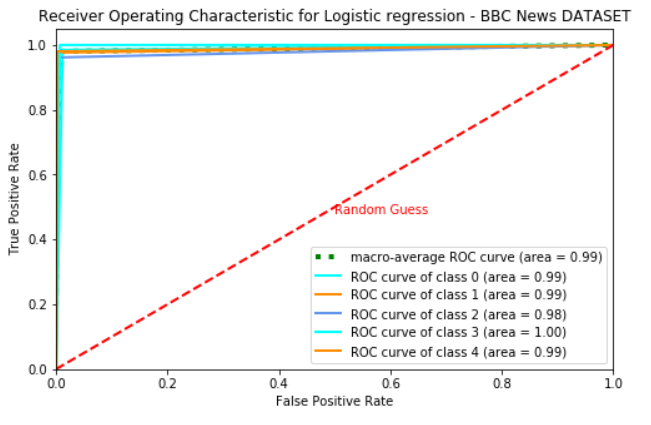 Receiver Operating Characteristic for Logistic regression - BBC News DATASET
1.0
0.8
0.6
0.4
0.2
0.0
True Positive Rate
Random Guess
macro-average ROC curve (area = 0.99)
ROC curve of class 0 (area = 0.99)
ROC curve of class 1 (area = 0.99)
ROC curve of class 2 (area = 0.98)
ROC curve of class 3 (area = 1.00)
ROC curve of class 4 (area = 0.99)
0.0 0.2 0.4 0.6 0.8 1.0
False Positive Rate